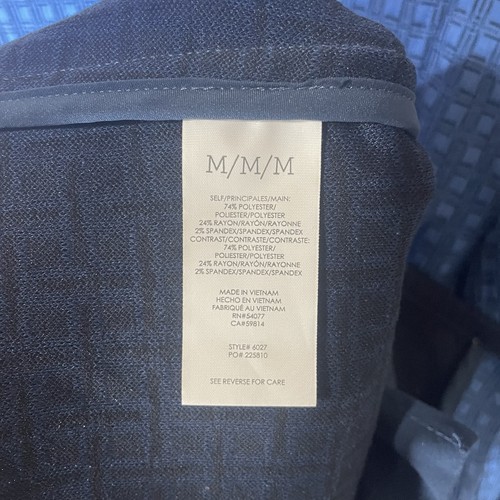 M/M/M
SELF/PRINCIPALES/MAIN:
74% POLYESTER/
POLIESTER/POLYESTER
24% RAYON/RAYÓN/RAYONNE
2% SPANDEX/SPANDEX/SPANDEX
CONTRAST/CONTRASTE/CONTRASTE:
74% POLYESTER/
POLIESTER/POLYESTER
24% RAYON/RAYÓN/RAYONNE
2% SPANDEX/SPANDEX/SPANDEX
MADE IN VIETNAM
HECHO EN VIETNAM
FABRIQUÉ AU VIETNAM
RN#54077
CA#59814
STYLE# 6027
PO# 225810
SEE REVERSE FOR CARE